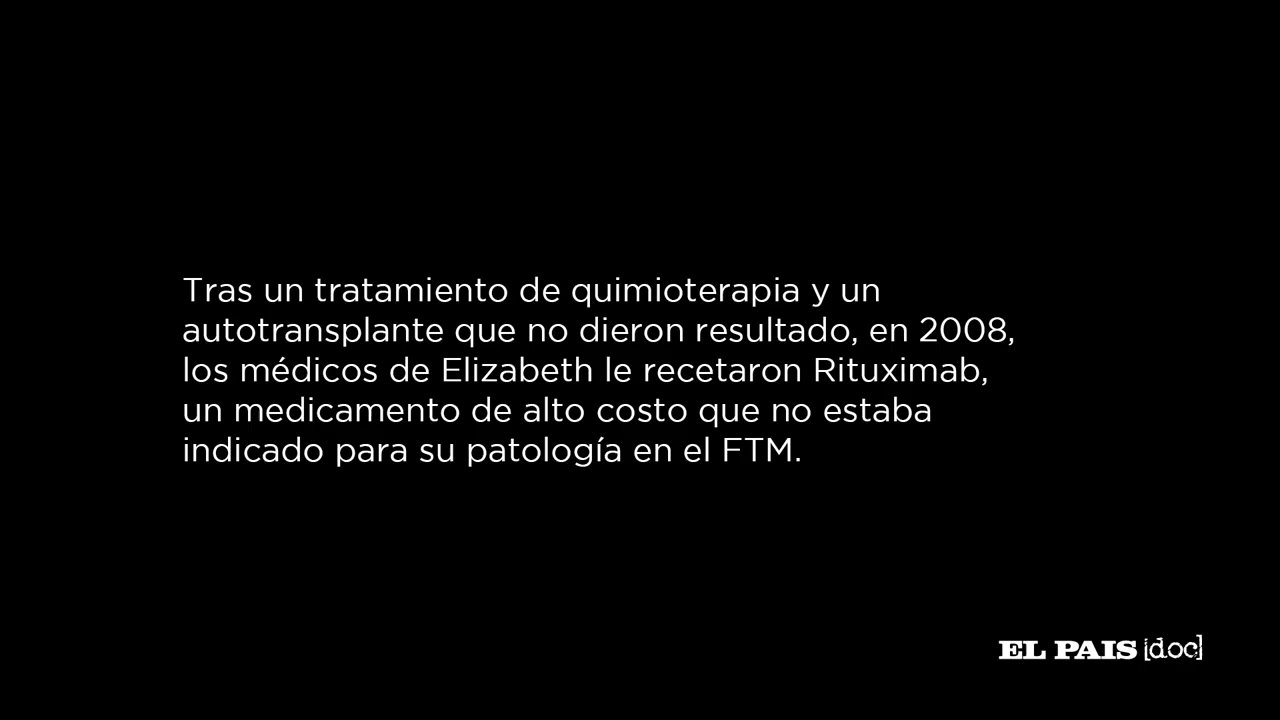 Tras un tratamiento de quimioterapia y un
autotransplante que no dieron resultado, en 2008,
los médicos de Elizabeth le recetaron Rituximab,
un medicamento de alto costo que no estaba
indicado para su patología en el FTM.
EL PAIS [doc]